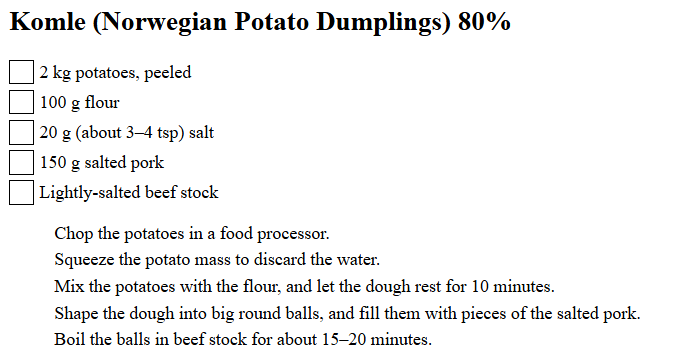 Komle (Norwegian Potato Dumplings) 80%
2 kg potatoes, peeled
100 g flour
20 g (about 3–4 tsp) salt
150 g salted pork
Lightly-salted beef stock
Chop the potatoes in a food processor.
Squeeze the potato mass to discard the water.
Mix the potatoes with the flour, and let the dough rest for 10 minutes.
Shape the dough into big round balls, and fill them with pieces of the salted pork.
Boil the balls in beef stock for about 15–20 minutes.